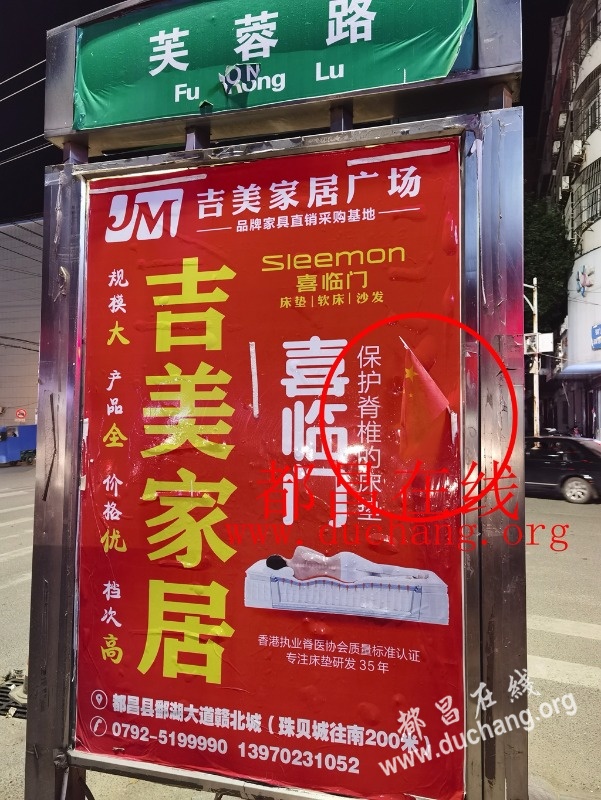 芙蓉路
Fu Rong Lu
ON
JM
吉美家居广场
品牌家具直销采购基地
Sleemon
喜临门
床垫|软床|沙发
规模大 产品全 价格优 档次高
吉美家居
喜临门
保护脊椎的床垫
都昌在线
www.duchang.org
香港执业脊医协会质量标准认证
专注床垫研发35年
都昌县鄱湖大道赣北城（珠贝城往南200米）
0792-5199990 13970231052
都昌在线
www.duchang.org